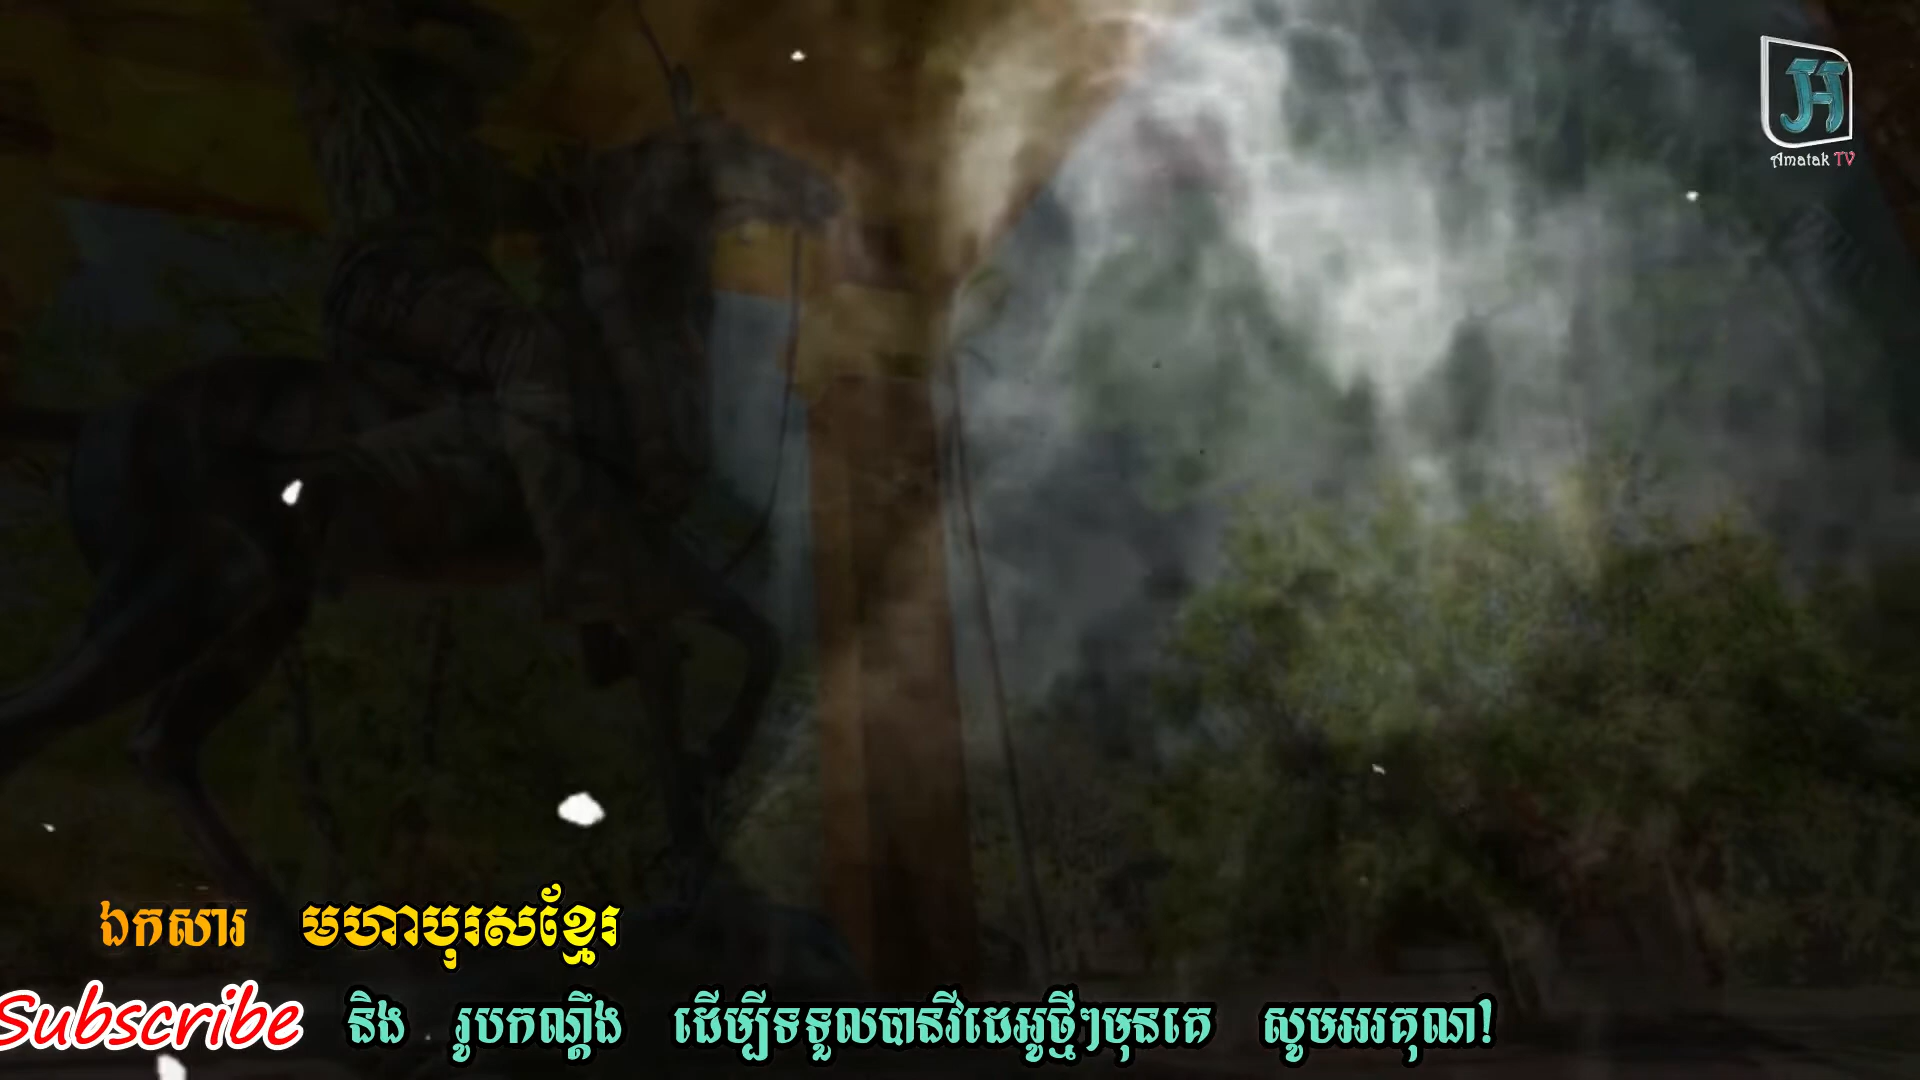 Amatak TV
ឯកសារ មហាបុរសខ្មែរ
Subscribe និង រូបកណ្ដឹង ដើម្បីទទួលបានវីដេអូថ្មីៗមុនគេ សូមអរគុណ!